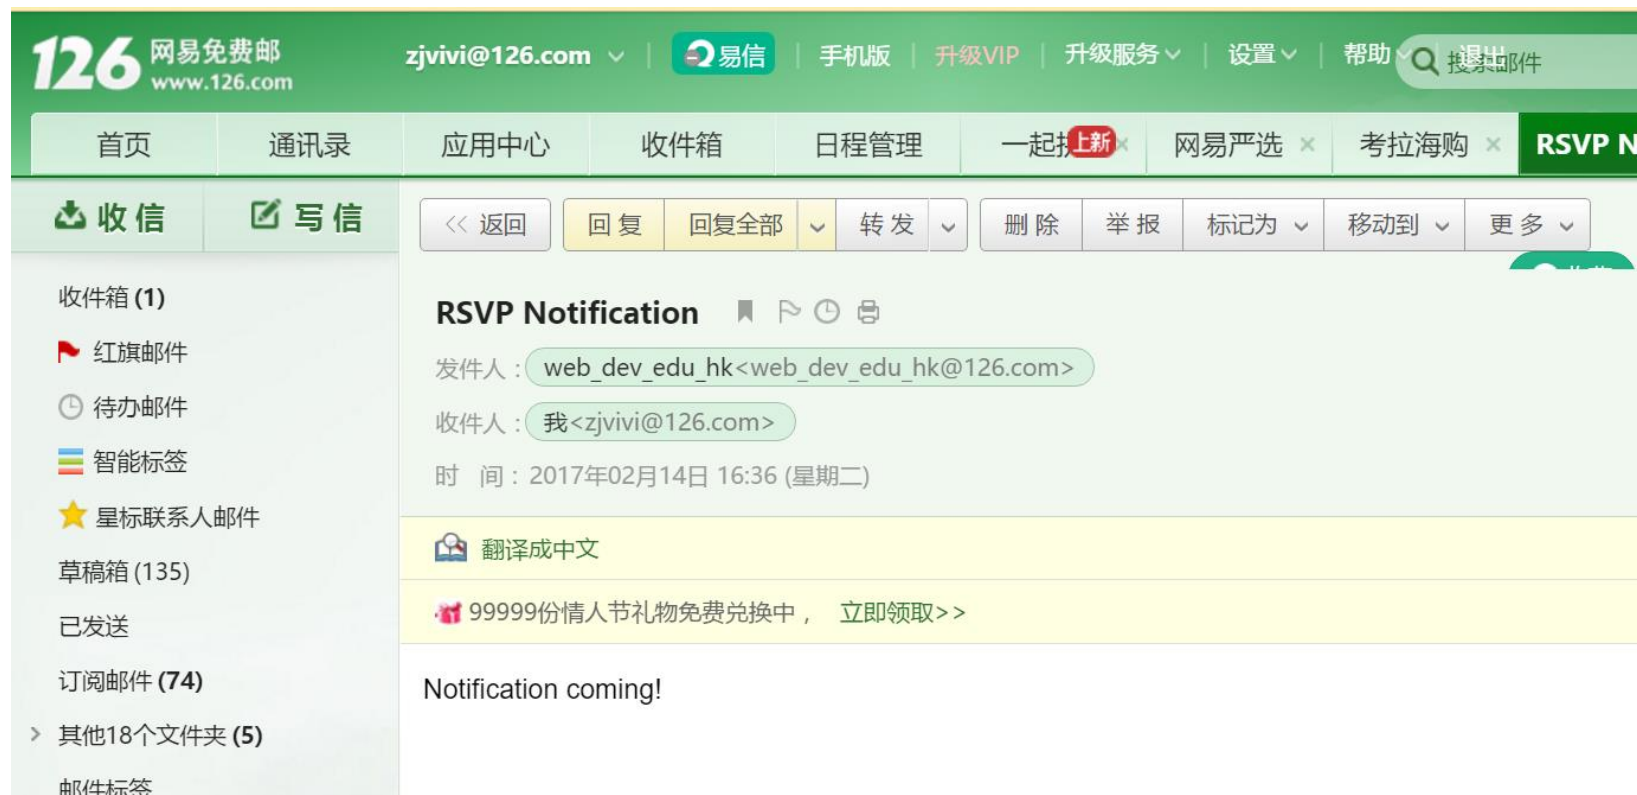 126 网易免费邮 www.126.com
zjvivi@126.com 易信 手机版 升级VIP 升级服务 设置 帮助 退出
首页 通讯录 应用中心 收件箱 日程管理 一起 上新 网易严选 考拉海购 RSVP N
收信 写信
<< 返回 回复 回复全部 转发 删除 举报 标记为 移动到 更多
收件箱 (1)
红旗邮件
待办邮件
智能标签
星标联系人邮件
草稿箱 (135)
已发送
订阅邮件 (74)
其他18个文件夹 (5)
邮件标签
RSVP Notification
发件人 : web_dev_edu_hk<web_dev_edu_hk@126.com>
收件人 : 我<zjvivi@126.com>
时 间 : 2017年02月14日 16:36 (星期二)
翻译成中文
99999份情人节礼物免费兑换中， 立即领取>>
Notification coming!